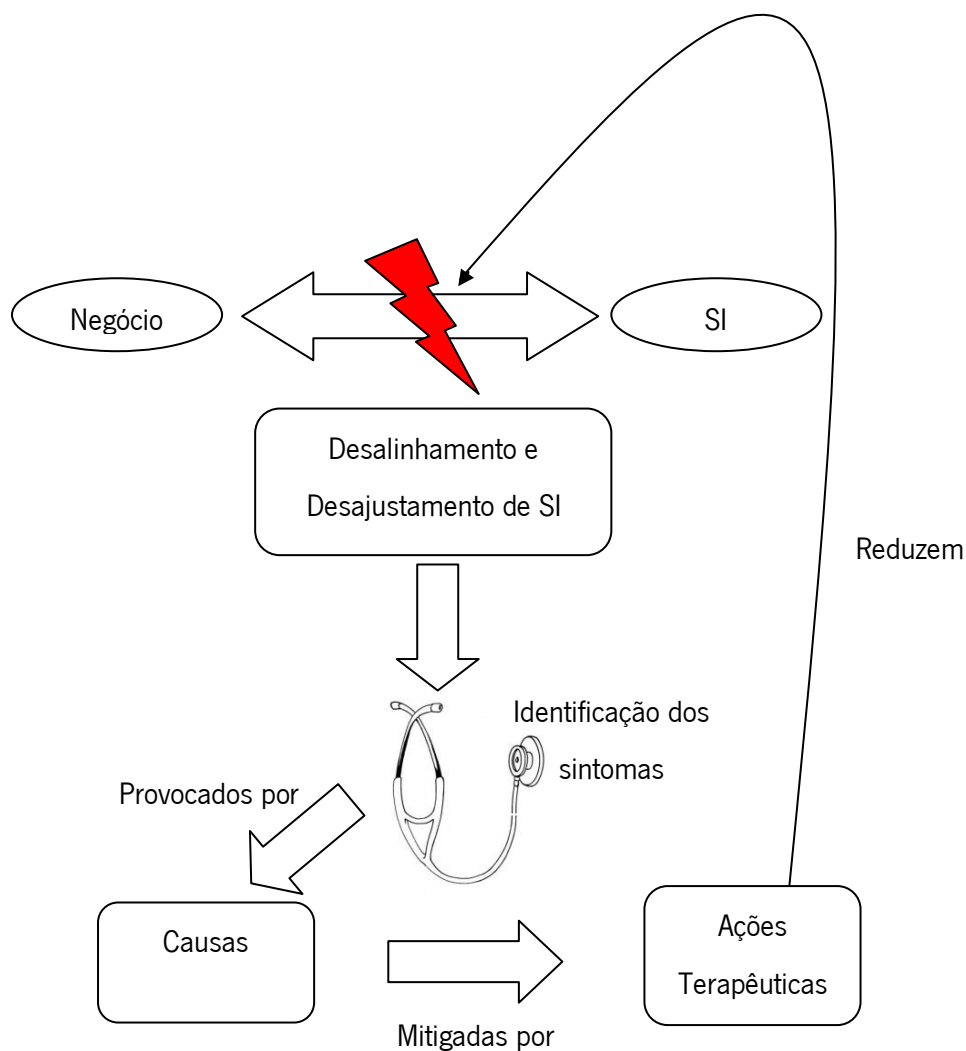 Negócio
SI
Desalinhamento e
Desajustamento de SI
Reduzem
Identificação dos
sintomas
Provocados por
Causas
Ações
Terapêuticas
Mitigadas por